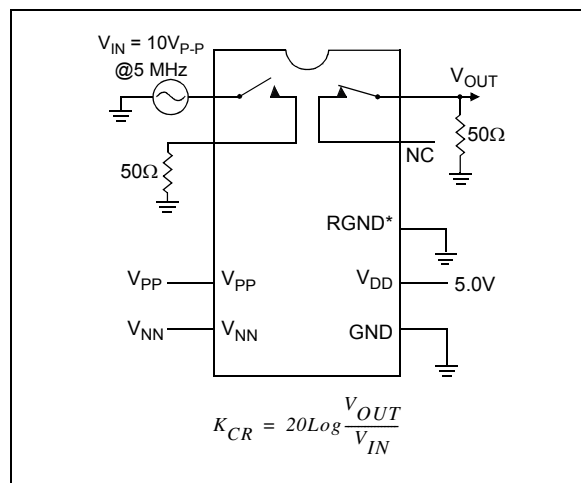 V_IN = 10V_P-P
@5 MHz
V_OUT
50Ω
50Ω
NC
RGND*
V_PP
V_PP
V_DD
5.0V
V_NN
V_NN
GND
K_CR = 20Log V_OUT / V_IN